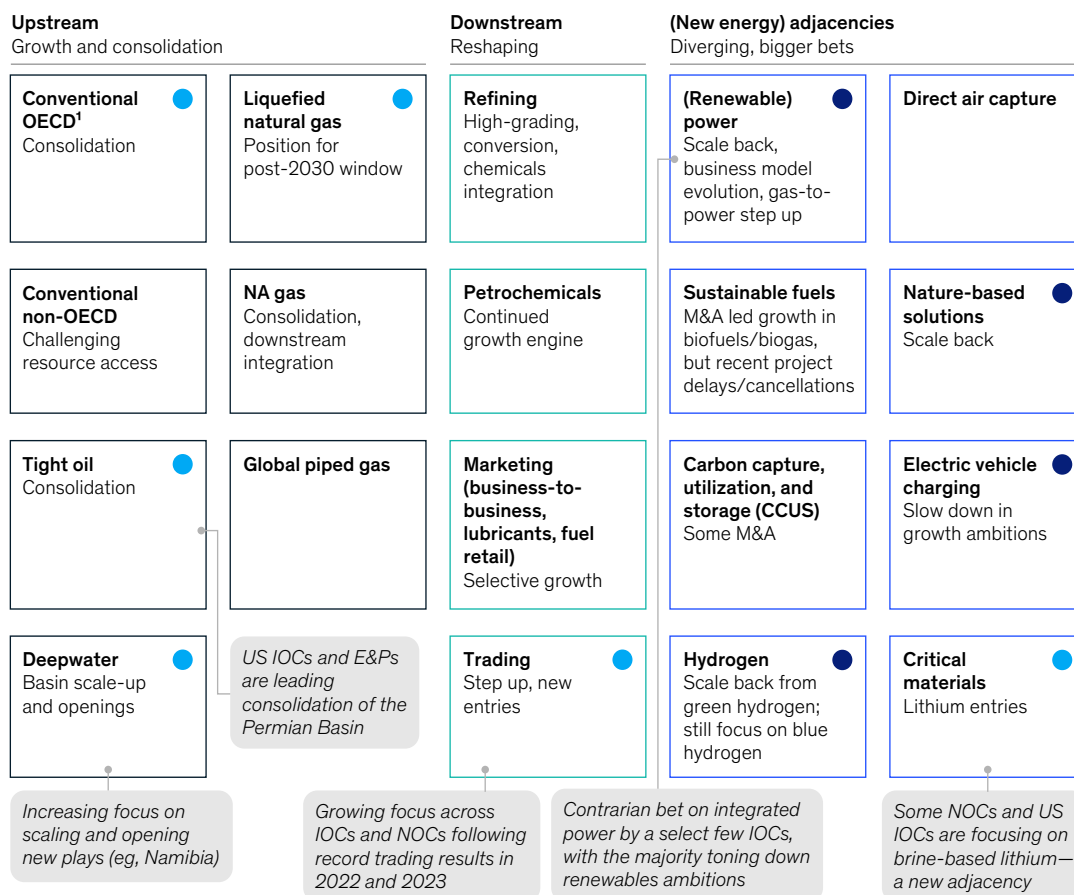 Upstream
Growth and consolidation
Downstream
Reshaping
(New energy) adjacencies
Diverging, bigger bets
Conventional
OECD¹
Consolidation
Liquefied
natural gas
Position for
post-2030 window
Refining
High-grading,
conversion,
chemicals
integration
(Renewable)
power
Scale back,
business model
evolution, gas-to-
power step up
Direct air capture
Conventional
non-OECD
Challenging
resource access
NA gas
Consolidation,
downstream
integration
Petrochemicals
Continued
growth engine
Sustainable fuels
M&A led growth in
biofuels/biogas,
but recent project
delays/cancellations
Nature-based
solutions
Scale back
Tight oil
Consolidation
Global piped gas
Marketing
(business-to-
business,
lubricants, fuel
retail)
Selective growth
Carbon capture,
utilization, and
storage (CCUS)
Some M&A
Electric vehicle
charging
Slow down in
growth ambitions
Deepwater
Basin scale-up
and openings
US IOCs and E&Ps
are leading
consolidation of the
Permian Basin
Trading
Step up, new
entries
Hydrogen
Scale back from
green hydrogen;
still focus on blue
hydrogen
Critical
materials
Lithium entries
Increasing focus on
scaling and opening
new plays (eg, Namibia)
Growing focus across
IOCs and NOCs following
record trading results in
2022 and 2023
Contrarian bet on integrated
power by a select few IOCs,
with the majority toning down
renewables ambitions
Some NOCs and US
IOCs are focusing on
brine-based lithium—
a new adjacency